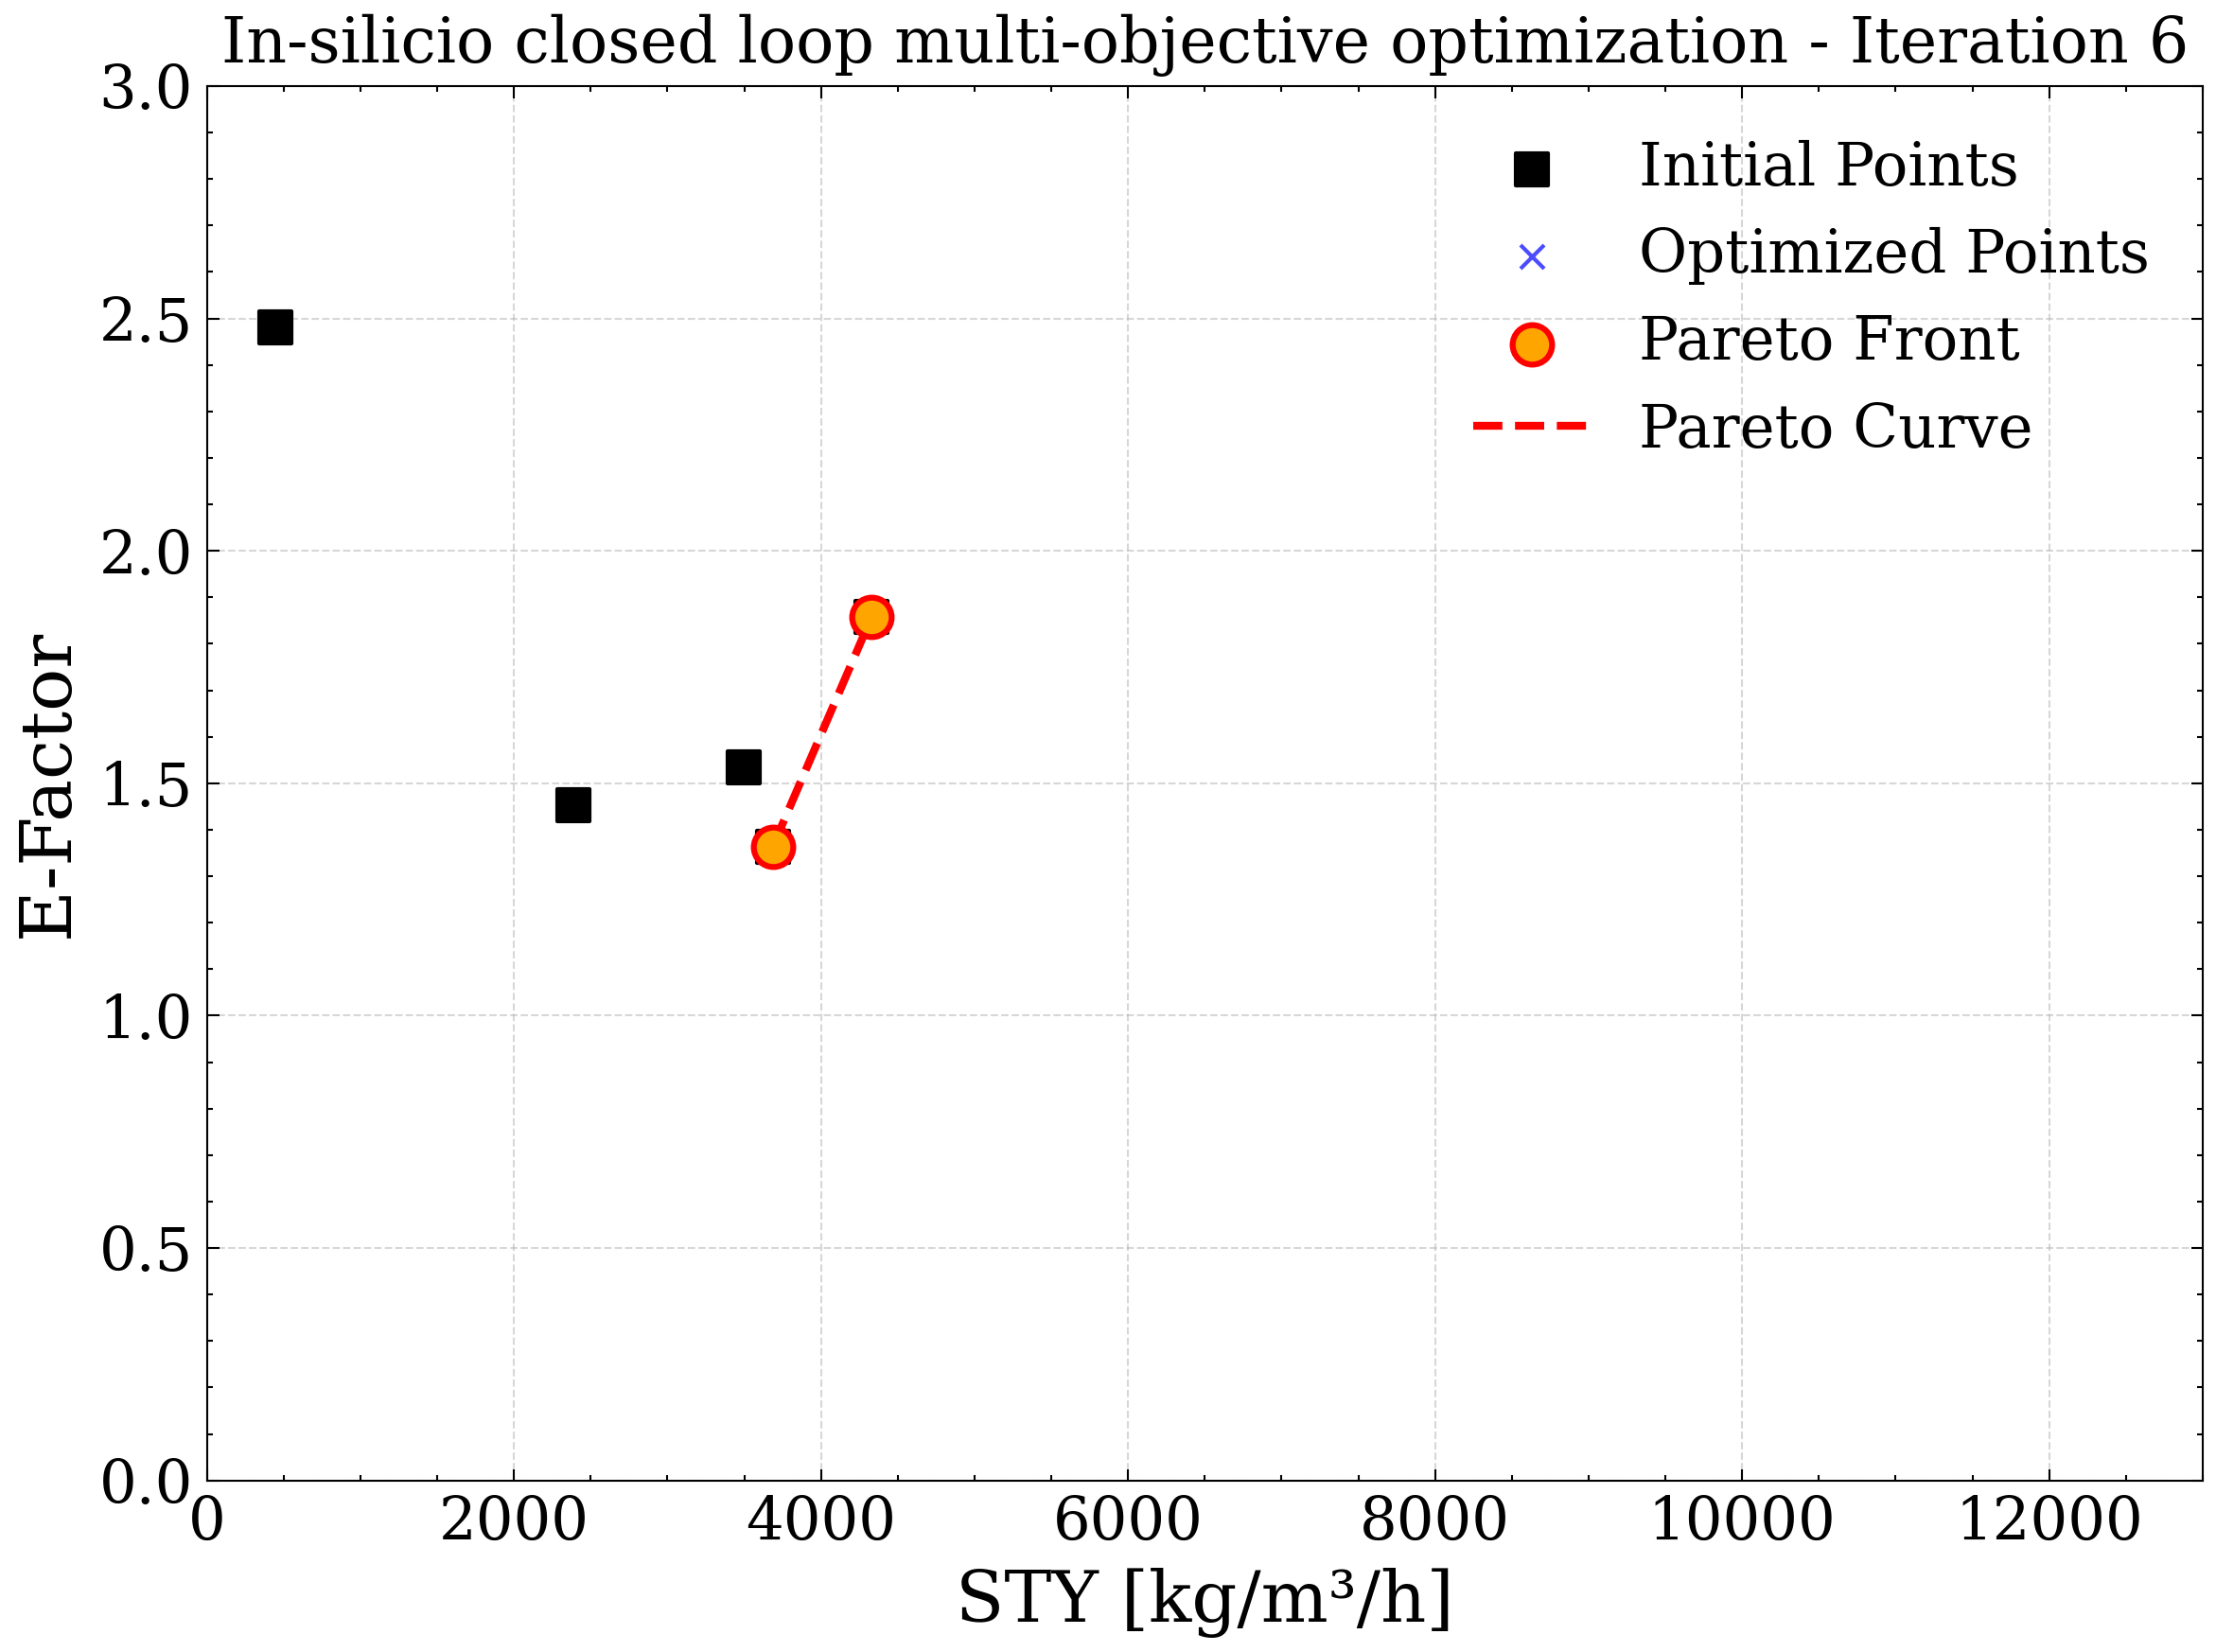 In-silicio closed loop multi-objective optimization - Iteration 6
3.0
2.5
2.0
1.5
1.0
0.5
0.0
E-Factor
Initial Points
Optimized Points
Pareto Front
Pareto Curve
0 2000 4000 6000 8000 10000 12000
STY [kg/m³/h]